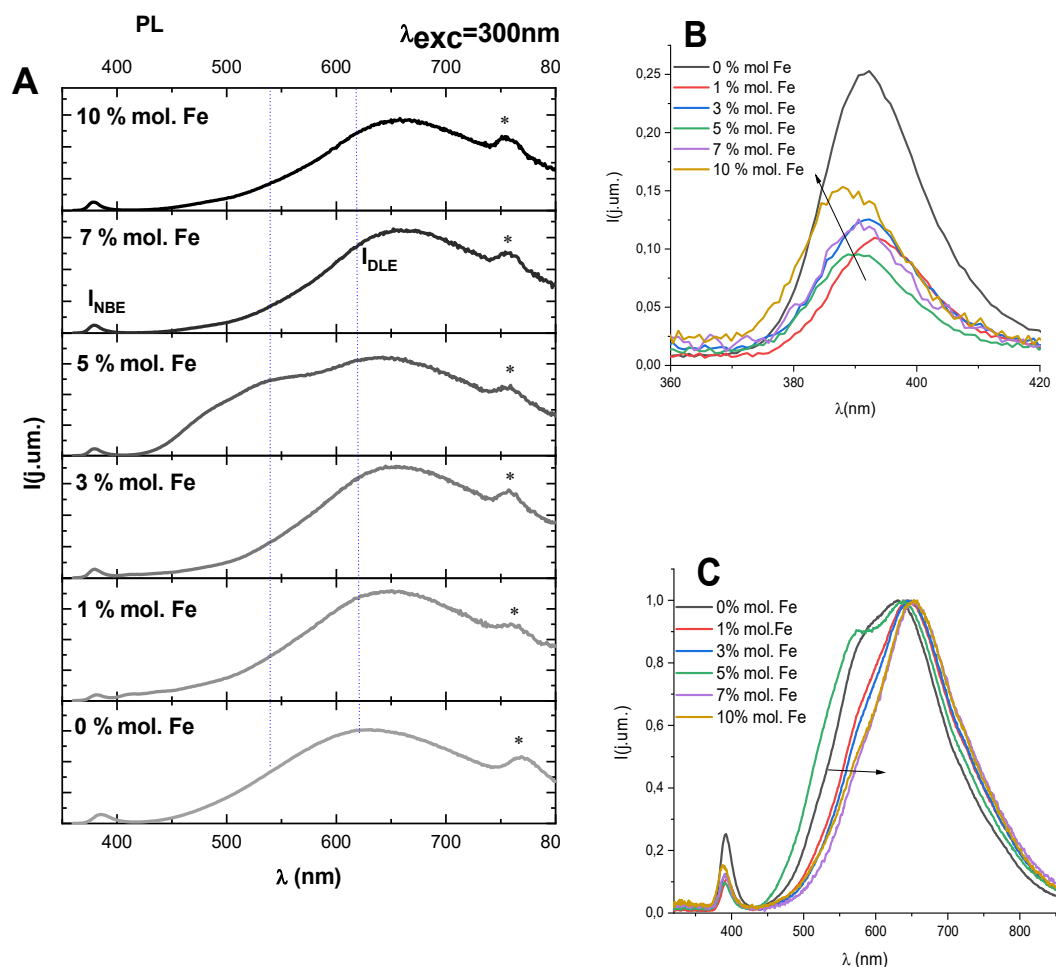 PL
λexc=300nm
A
400 500 600 700 80
10 % mol. Fe
*
7 % mol. Fe
*
I_NBE
I_DLE
5 % mol. Fe
*
3 % mol. Fe
*
1 % mol. Fe
*
0 % mol. Fe
*
I(j.um.)
400 500 600 700 80
λ (nm)
B
0 % mol Fe
1 % mol.Fe
3 % mol Fe
5 % mol Fe
7 % mol Fe
10 % mol Fe
0,25
0,20
0,15
0,10
0,05
0,00
I(j.um.)
360 380 400 420
λ(nm)
C
0% mol. Fe
1% mol.Fe
3% mol. Fe
5% mol. Fe
7% mol. Fe
10% mol. Fe
1,0
0,8
0,6
0,4
0,2
0,0
I(j.um.)
400 500 600 700 800
λ (nm)